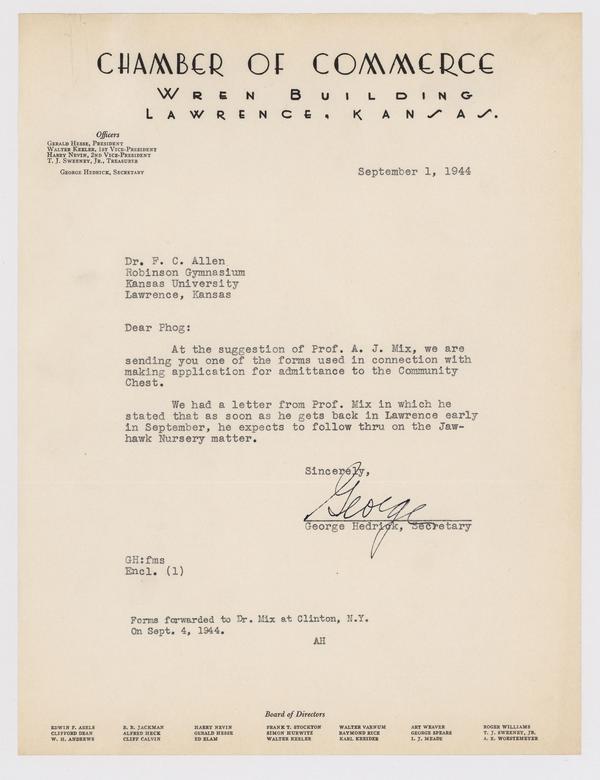 CHAMBER OF COMMERCE
WREN BUILDING
LAWRENCE, KANSAS.
Officers
GERALD HESSE, PRESIDENT
WALTER KEELER, 1ST VICE-PRESIDENT
HARRY NEVIN, 2ND VICE-PRESIDENT
T. J. SWEENEY, JR., TREASURER
GEORGE HEDRICK, SECRETARY
September 1, 1944
Dr. F. C. Allen
Robinson Gymnasium
Kansas University
Lawrence, Kansas
Dear Phog:
At the suggestion of Prof. A. J. Mix, we are
sending you one of the forms used in connection with
making application for admittance to the Community
Chest.
We had a letter from Prof. Mix in which he
stated that as soon as he gets back in Lawrence early
in September, he expects to follow thru on the Jaw-
hawk Nursery matter.
Sincerely,
George
George Hedrick, Secretary
GH:fms
Encl. (1)
Forms forwarded to Dr. Mix at Clinton, N.Y.
On Sept. 4, 1944.
AH
Board of Directors
EDWIN F. ABELS B. B. JACKMAN HARRY NEVIN FRANK T. STOCKTON WALTER VARNUM ART WEAVER ROGER WILLIAMS
CLIFFORD DEAN ALFRED HECK GERALD HESSE SIMON HURWITZ RAYMOND RICE GEORGE SPEARS T. J. SWEENEY, JR.
W. H. ANDREWS CLIFF CALVIN ED ELAM WALTER KEELER KARL KREIDER L. J. MEADE A. E. WOESTEMEYER